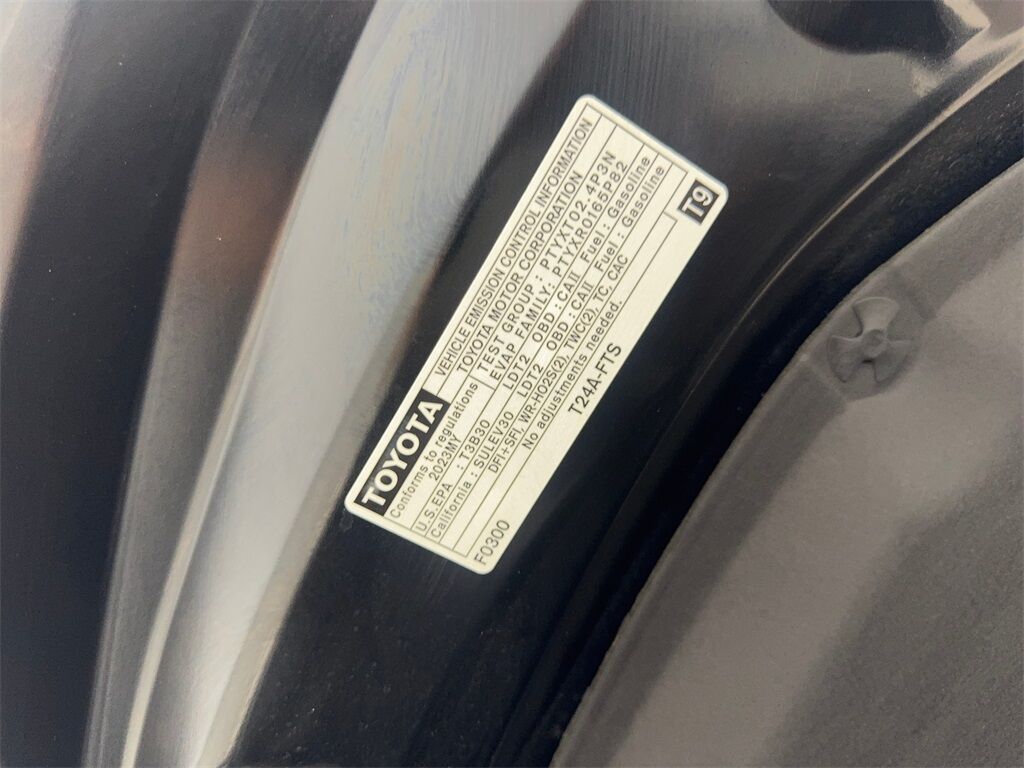 TOYOTA
VEHICLE EMISSION CONTROL INFORMATION
Conforms to regulations
TOYOTA MOTOR CORPORATION
2023MY
TEST GROUP : PTYXT02.4P3N
EVAP FAMILY: PTYXR0165P82
U.S.EPA : T3B30 LDT2 OBD : CAII Fuel : Gasoline
California : SULEV30 LDT2 OBD : CAII Fuel : Gasoline
DFI+SFI, WR-HO2S(2), TWC(2), TC, CAC
No adjustments needed.
F0300 T24A-FTS
T9